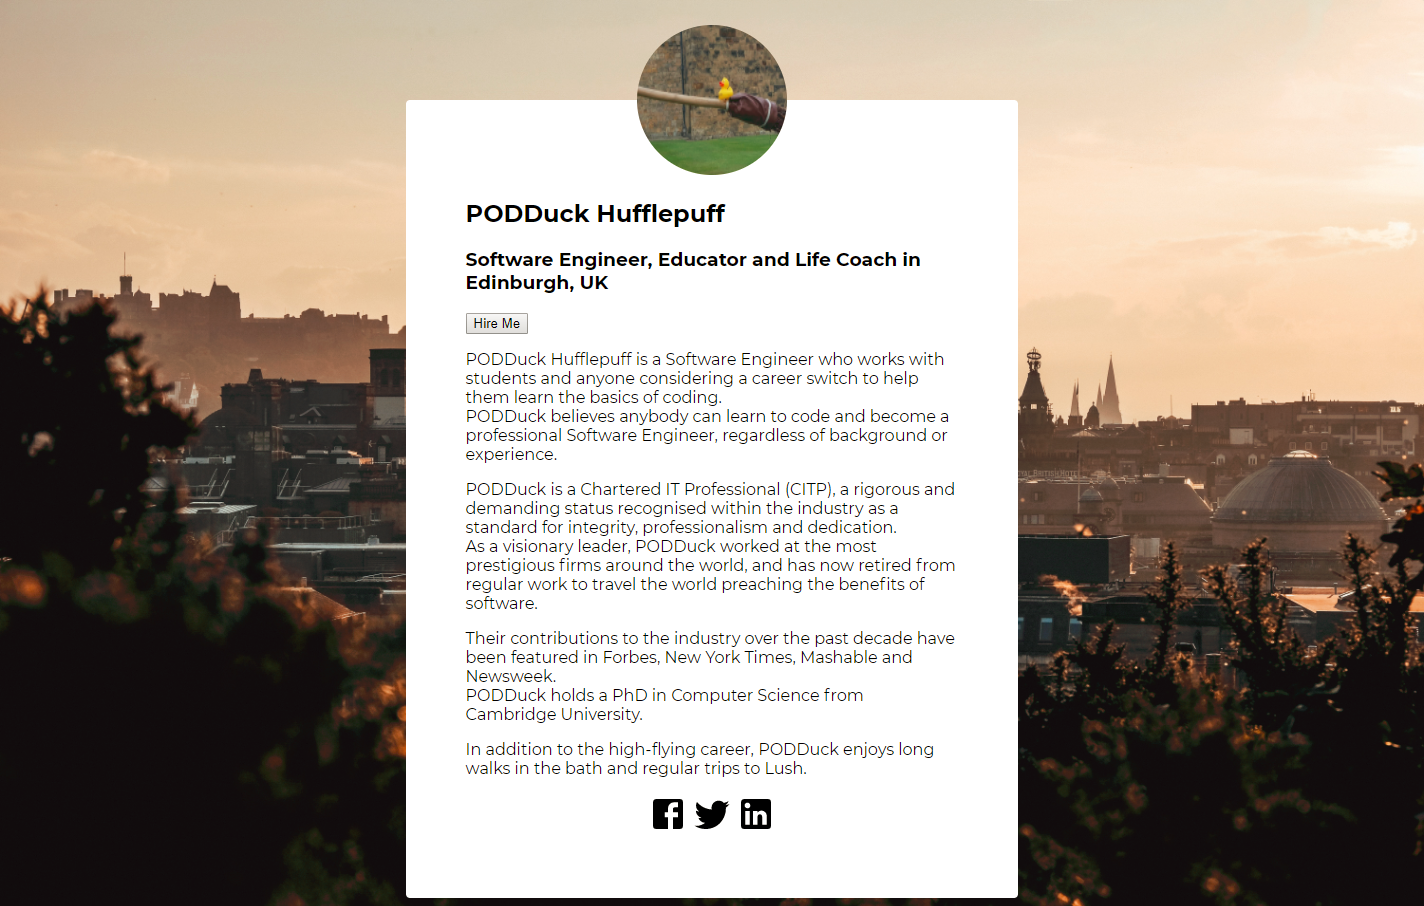 PODDuck Hufflepuff
Software Engineer, Educator and Life Coach in
Edinburgh, UK
Hire Me
PODDuck Hufflepuff is a Software Engineer who works with
students and anyone considering a career switch to help
them learn the basics of coding.
PODDuck believes anybody can learn to code and become a
professional Software Engineer, regardless of background or
experience.
PODDuck is a Chartered IT Professional (CITP), a rigorous and
demanding status recognised within the industry as a
standard for integrity, professionalism and dedication.
As a visionary leader, PODDuck worked at the most
prestigious firms around the world, and has now retired from
regular work to travel the world preaching the benefits of
software.
Their contributions to the industry over the past decade have
been featured in Forbes, New York Times, Mashable and
Newsweek.
PODDuck holds a PhD in Computer Science from
Cambridge University.
In addition to the high-flying career, PODDuck enjoys long
walks in the bath and regular trips to Lush.